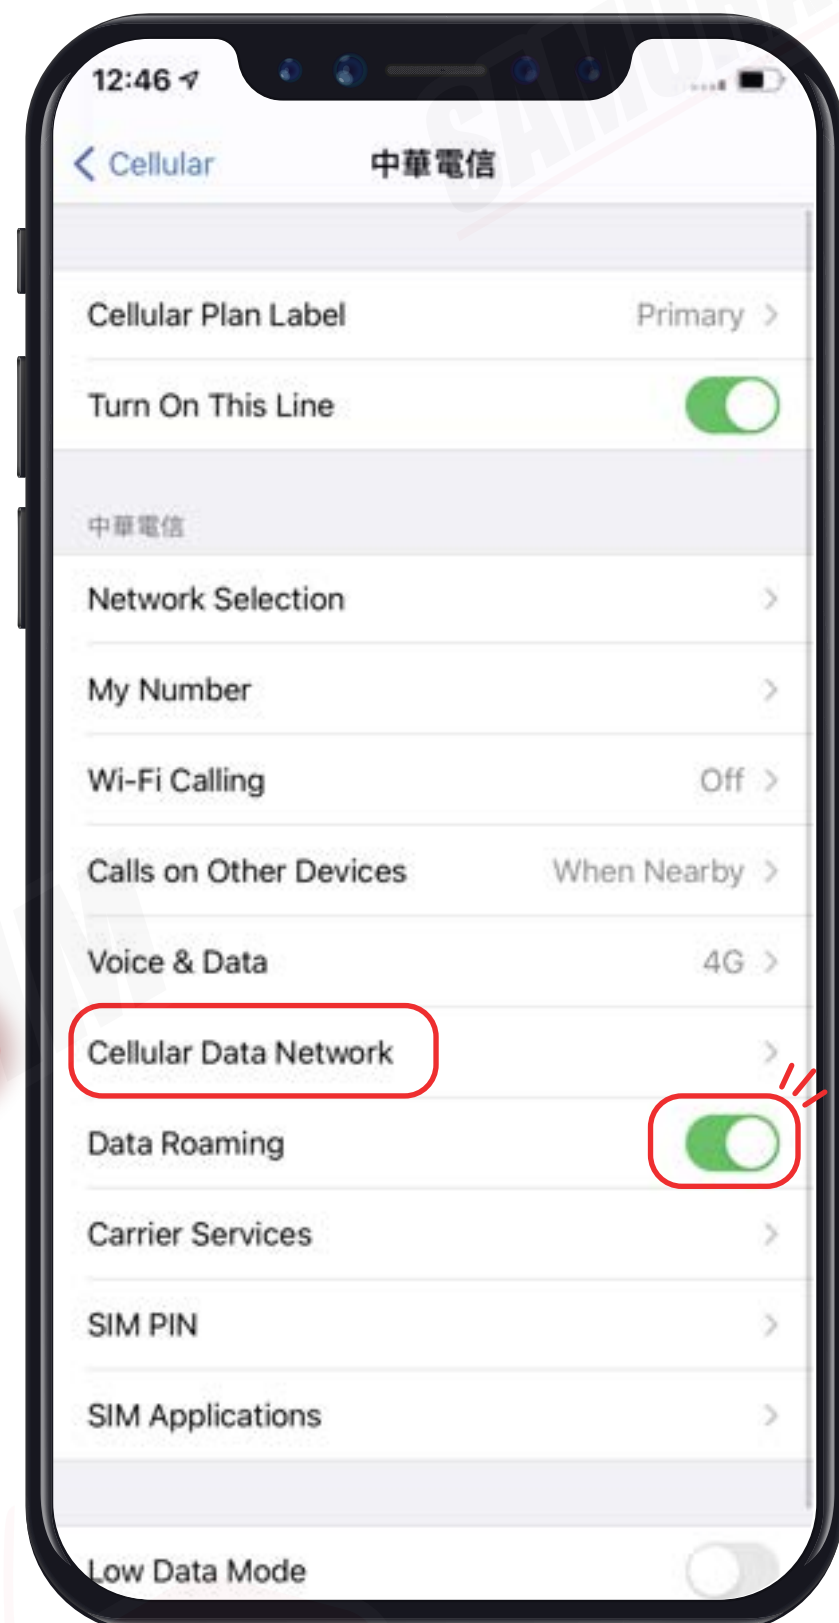 12:46
Cellular
中華電信
Cellular Plan Label
Primary
Turn On This Line
中華電信
Network Selection
My Number
Wi-Fi Calling
Off
Calls on Other Devices
When Nearby
Voice & Data
4G
Cellular Data Network
Data Roaming
Carrier Services
SIM PIN
SIM Applications
Low Data Mode